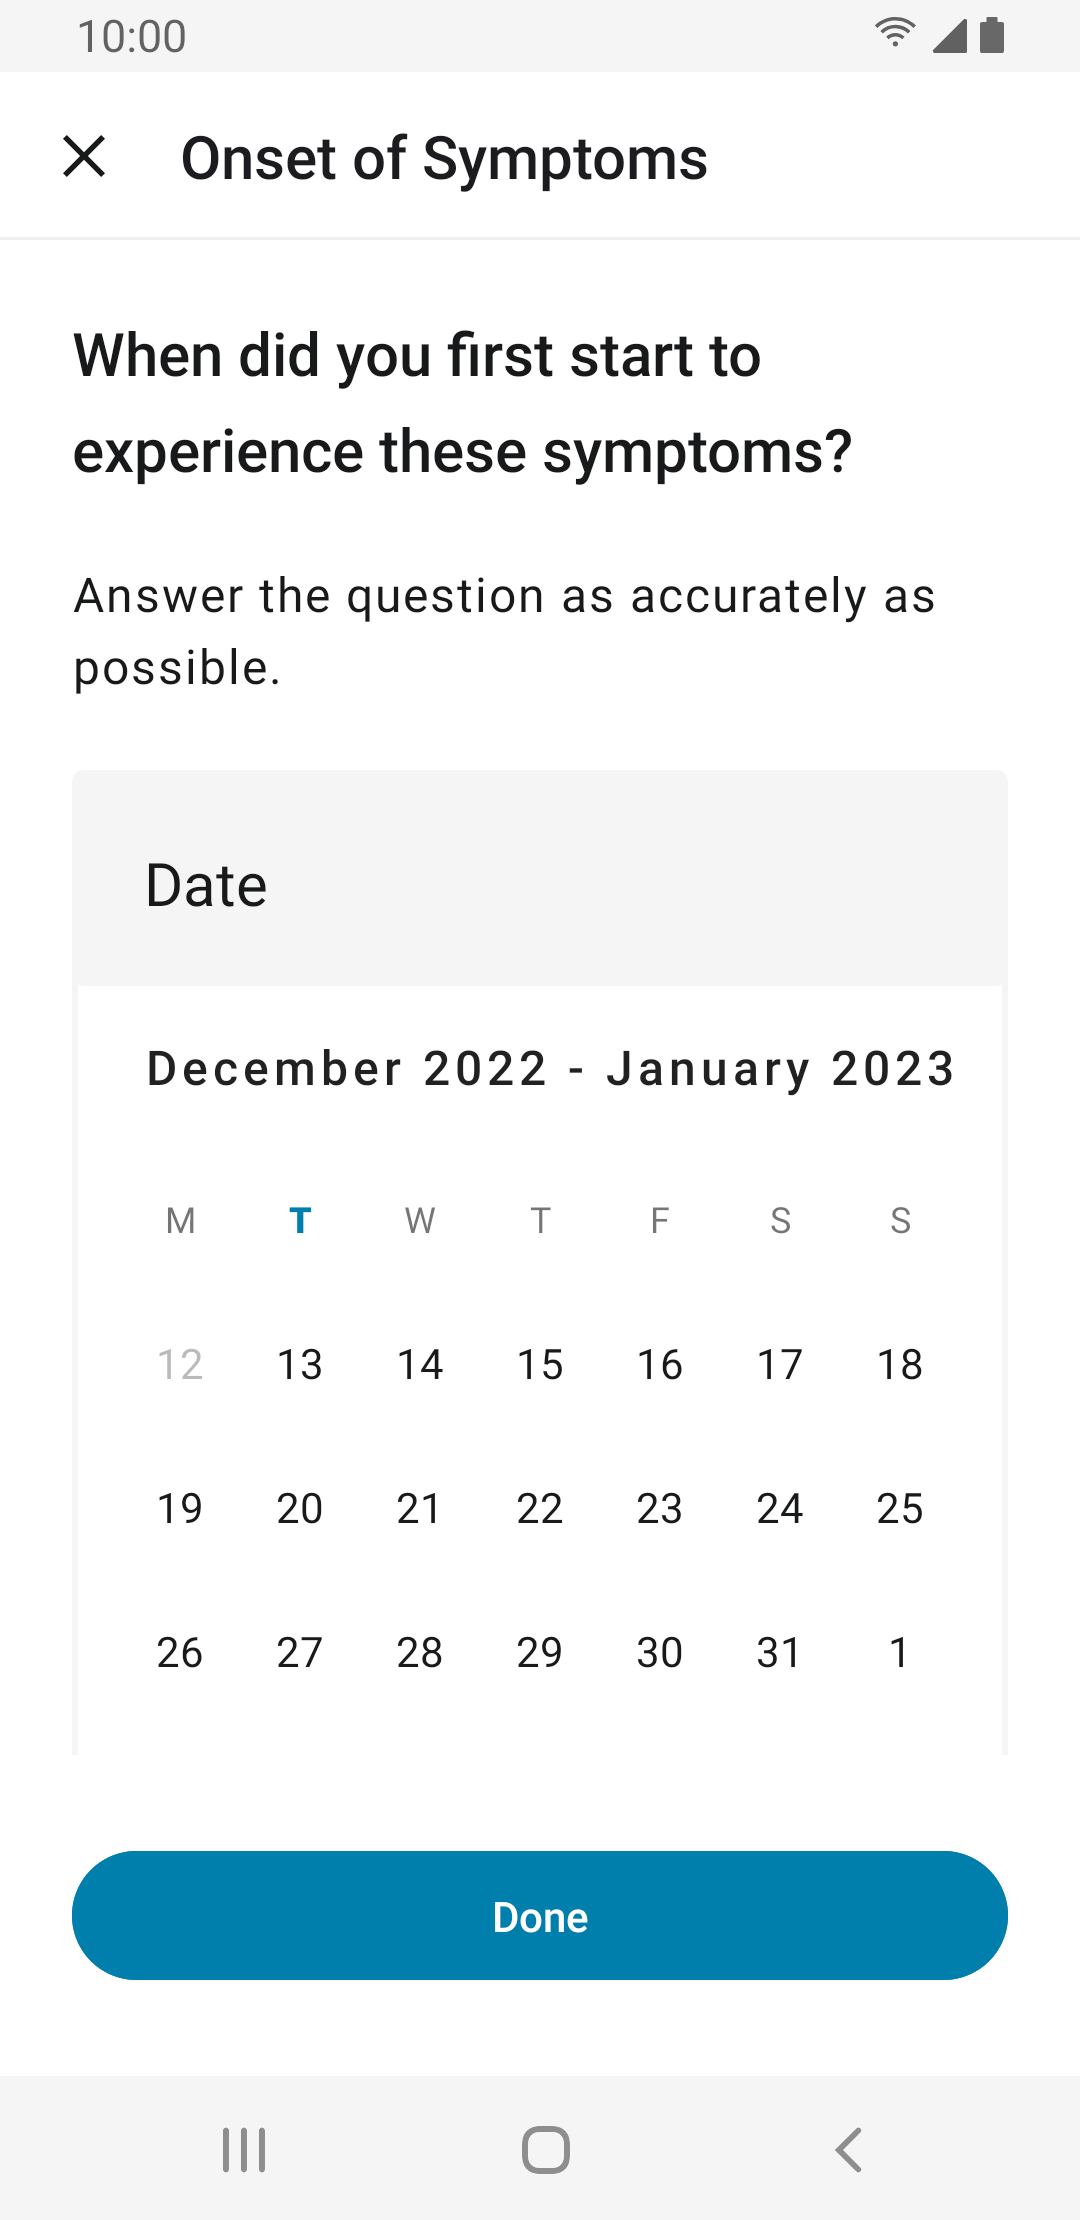 10:00
Onset of Symptoms
When did you first start to
experience these symptoms?
Answer the question as accurately as
possible.
Date
December 2022 - January 2023
M T W T F S S
12 13 14 15 16 17 18
19 20 21 22 23 24 25
26 27 28 29 30 31 1
Done